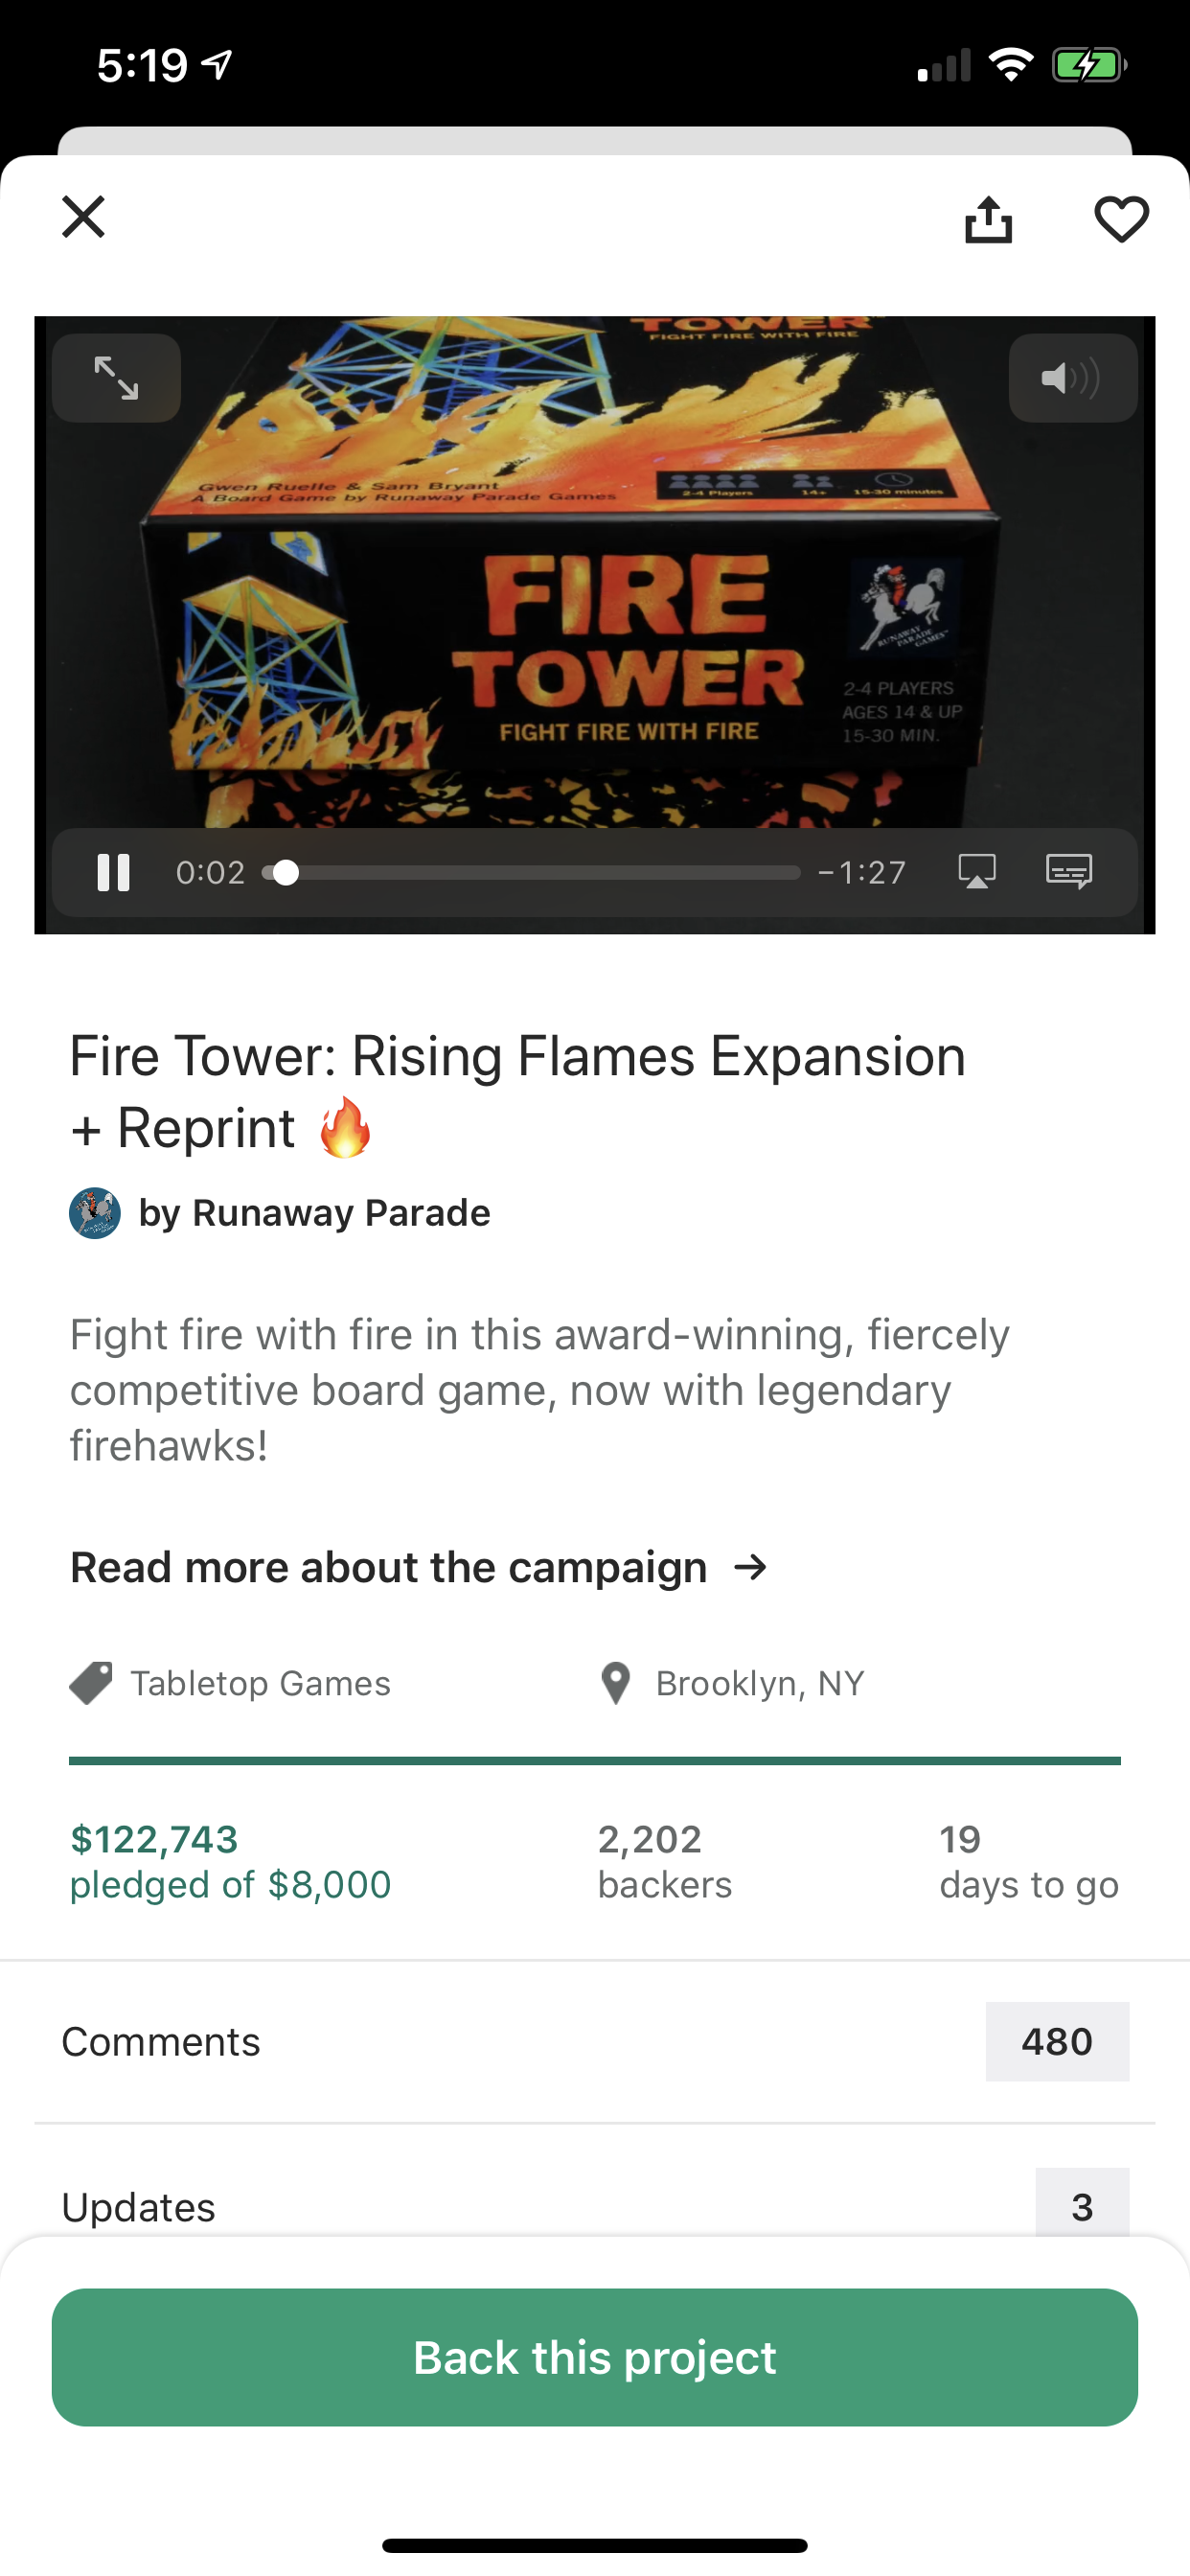 5:19
TOWER
FIGHT FIRE WITH FIRE
Gwen Ruelle & Sam Bryant
A Board Game by Runaway Parade Games
2-4 Players
14+
15-30 minutes
FIRE
TOWER
FIGHT FIRE WITH FIRE
RUNAWAY
PARADE
GAMES
2-4 PLAYERS
AGES 14 & UP
15-30 MIN.
0:02
-1:27
Fire Tower: Rising Flames Expansion
+ Reprint 🔥
by Runaway Parade
Fight fire with fire in this award-winning, fiercely
competitive board game, now with legendary
firehawks!
Read more about the campaign →
Tabletop Games
Brooklyn, NY
$122,743
pledged of $8,000
2,202
backers
19
days to go
Comments
480
Updates
3
Back this project